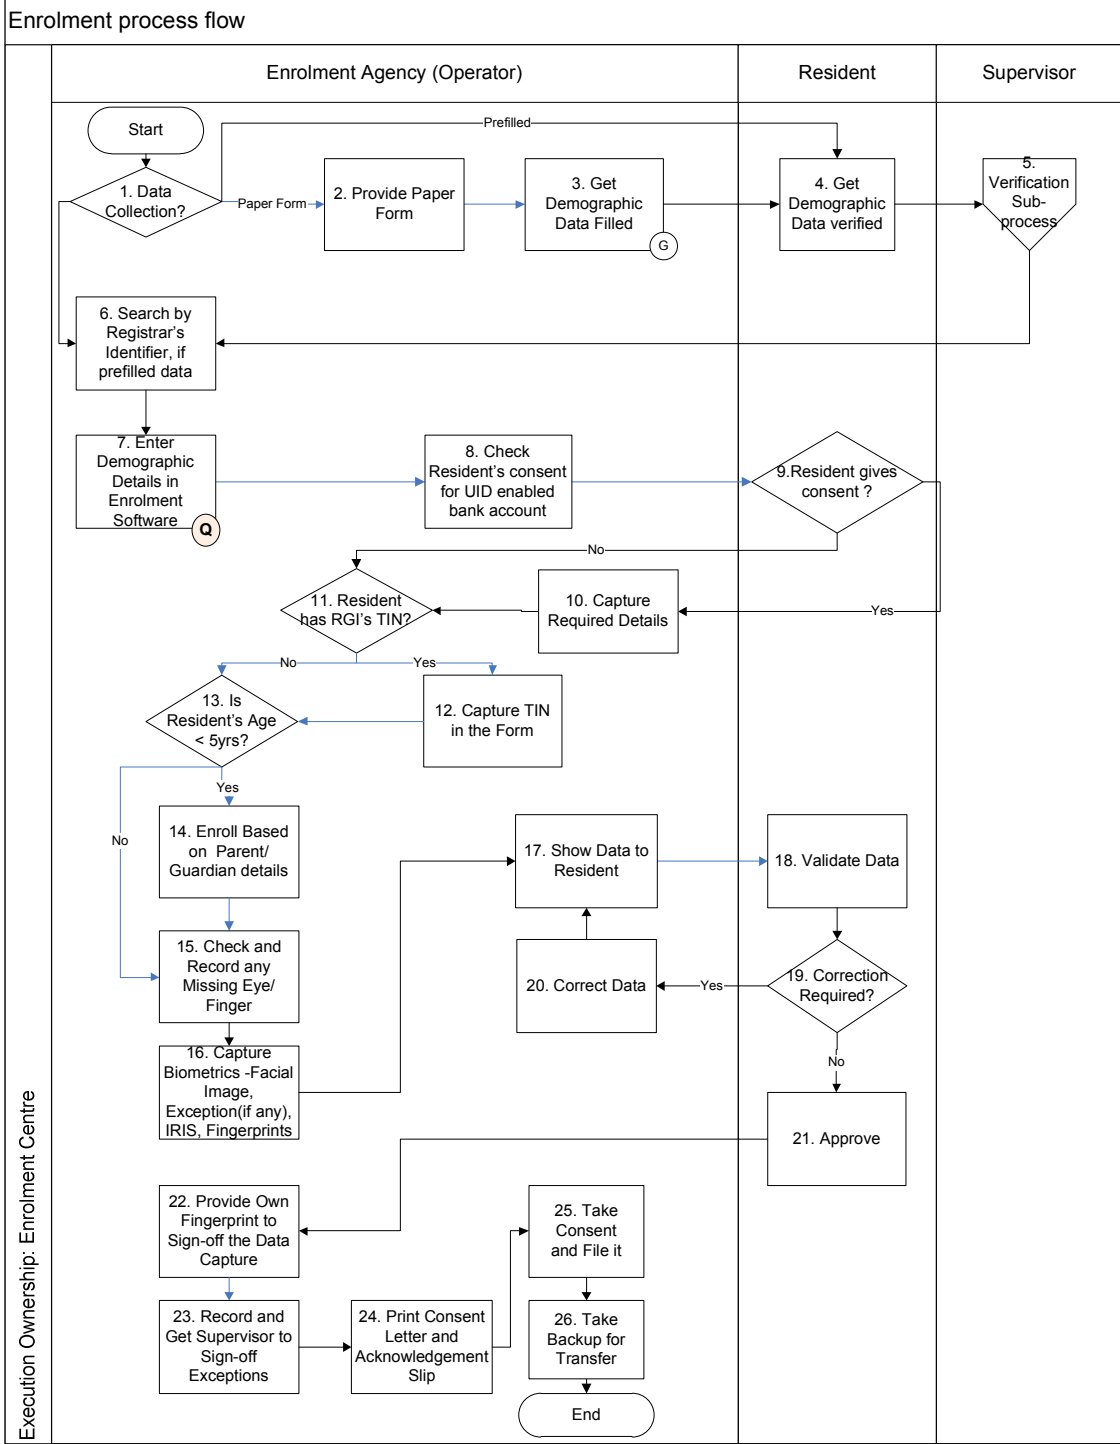 Enrolment process flow
Enrolment Agency (Operator)
Resident
Supervisor
Start
Prefilled
1. Data
Collection?
Paper Form
2. Provide Paper
Form
3. Get
Demographic
Data Filled
G
4. Get
Demographic
Data verified
5.
Verification
Sub-
process
6. Search by
Registrar's
Identifier, if
prefilled data
7. Enter
Demographic
Details in
Enrolment
Software
Q
8. Check
Resident's consent
for UID enabled
bank account
9.Resident gives
consent ?
No
Yes
10. Capture
Required Details
11. Resident
has RGI's TIN?
No
Yes
12. Capture TIN
in the Form
13. Is
Resident's Age
< 5yrs?
Yes
No
14. Enroll Based
on Parent/
Guardian details
15. Check and
Record any
Missing Eye/
Finger
16. Capture
Biometrics -Facial
Image,
Exception(if any),
IRIS, Fingerprints
17. Show Data to
Resident
18. Validate Data
19. Correction
Required?
Yes
20. Correct Data
No
21. Approve
22. Provide Own
Fingerprint to
Sign-off the Data
Capture
23. Record and
Get Supervisor to
Sign-off
Exceptions
24. Print Consent
Letter and
Acknowledgement
Slip
25. Take
Consent
and File it
26. Take
Backup for
Transfer
End
Execution Ownership: Enrolment Centre